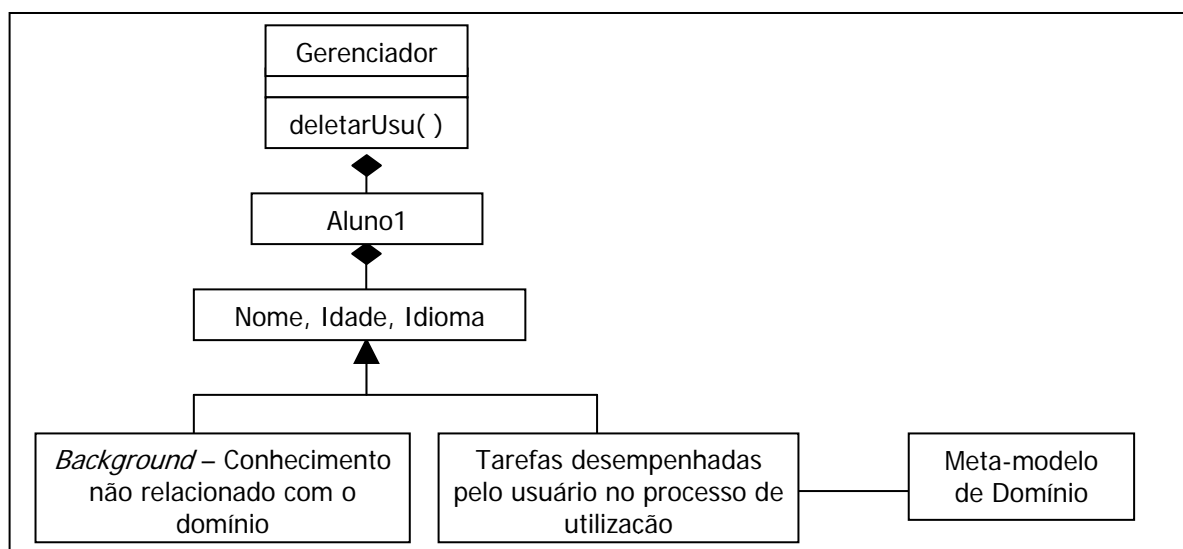 Gerenciador
deletarUsu( )
Aluno1
Nome, Idade, Idioma
Background – Conhecimento
não relacionado com o
domínio
Tarefas desempenhadas
pelo usuário no processo de
utilização
Meta-modelo
de Domínio